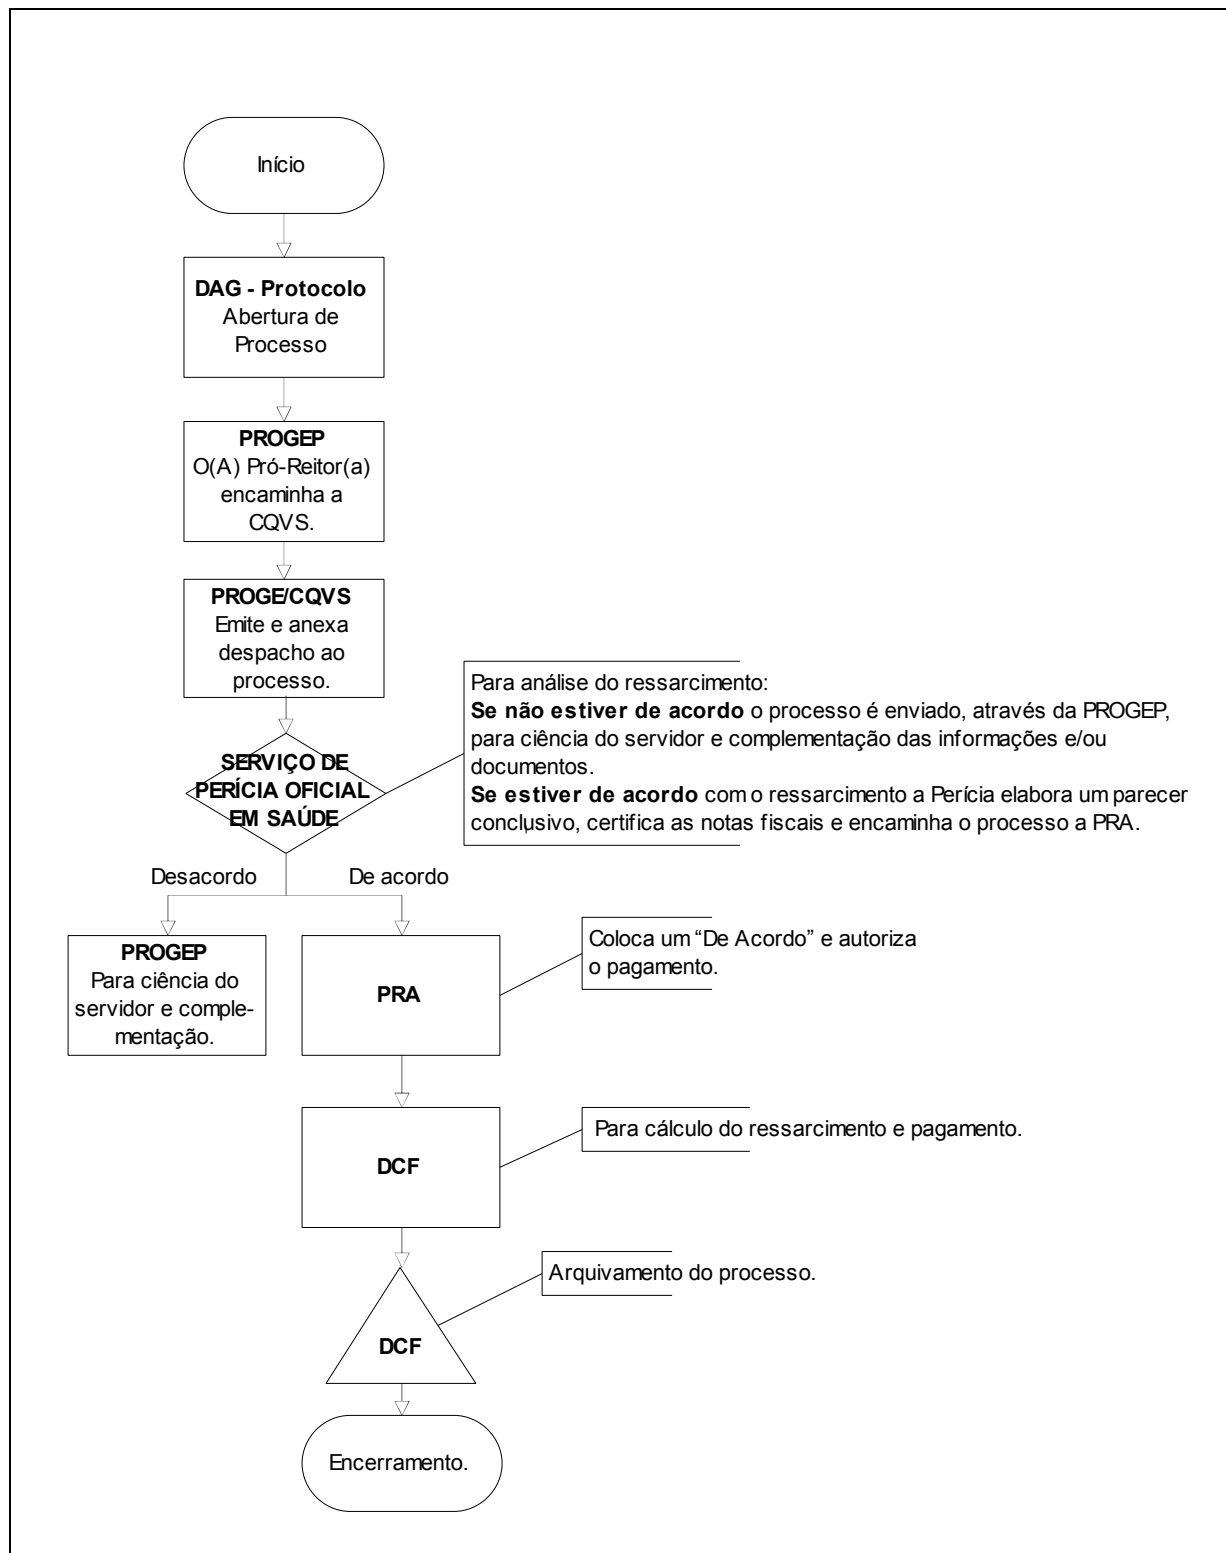 Início
DAG - Protocolo
Abertura de
Processo
PROGEP
O(A) Pró-Reitor(a)
encaminha a
CQVS.
PROGE/CQVS
Emite e anexa
despacho ao
processo.
SERVIÇO DE
PERÍCIA OFICIAL
EM SAÚDE
Para análise do ressarcimento:
Se não estiver de acordo o processo é enviado, através da PROGEP,
para ciência do servidor e complementação das informações e/ou
documentos.
Se estiver de acordo com o ressarcimento a Perícia elabora um parecer
conclusivo, certifica as notas fiscais e encaminha o processo a PRA.
Desacordo
De acordo
PROGEP
Para ciência do
servidor e comple-
mentação.
PRA
Coloca um “De Acordo” e autoriza
o pagamento.
DCF
Para cálculo do ressarcimento e pagamento.
DCF
Arquivamento do processo.
Encerramento.